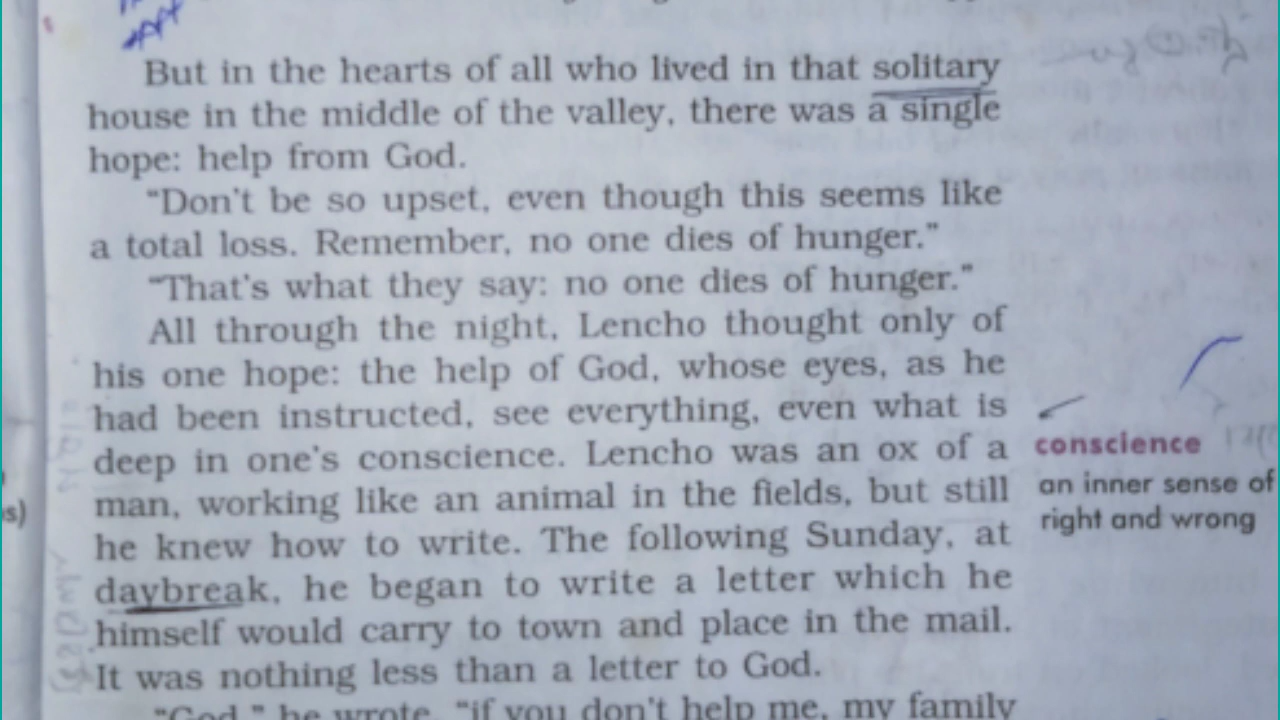 But in the hearts of all who lived in that solitary
house in the middle of the valley, there was a single
hope: help from God.
"Don't be so upset, even though this seems like
a total loss. Remember, no one dies of hunger."
"That's what they say: no one dies of hunger."
All through the night, Lencho thought only of
his one hope: the help of God, whose eyes, as he
had been instructed, see everything, even what is
deep in one's conscience. Lencho was an ox of a
man, working like an animal in the fields, but still
he knew how to write. The following Sunday, at
daybreak, he began to write a letter which he
himself would carry to town and place in the mail.
It was nothing less than a letter to God.
"God," he wrote, "if you don't help me, my family
conscience
an inner sense of
right and wrong
s)